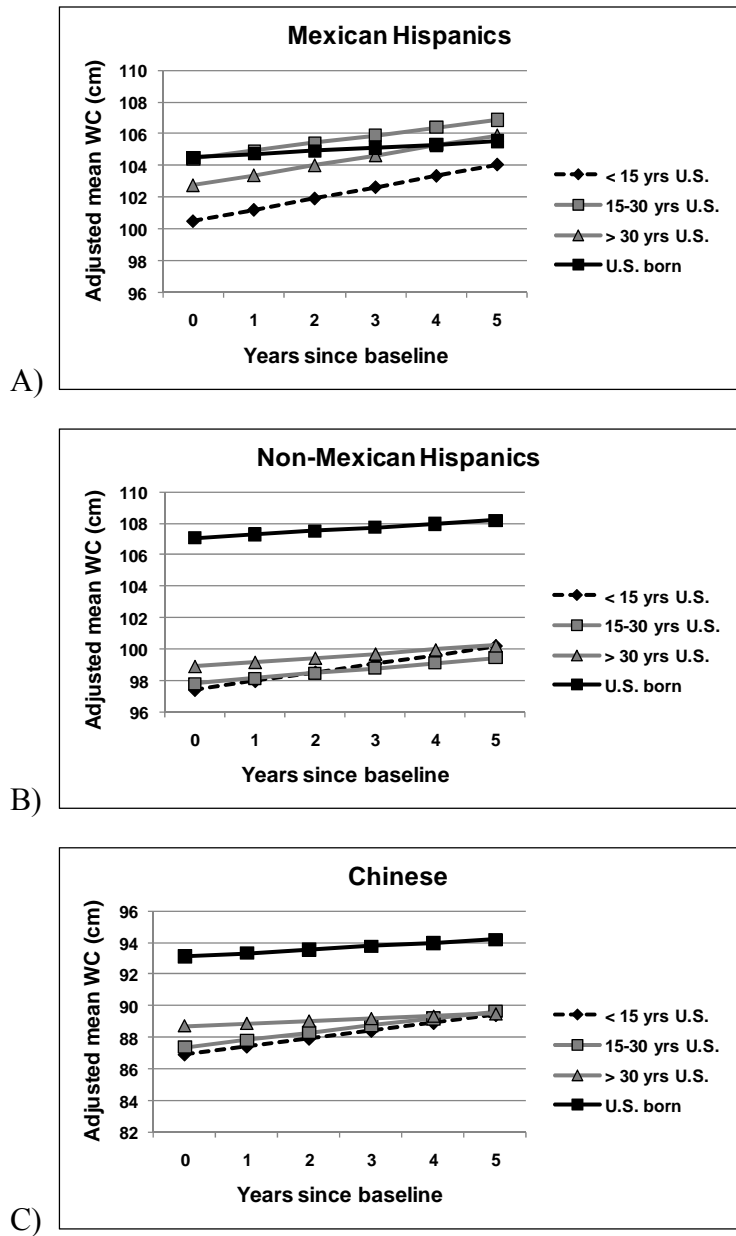 Mexican Hispanics
Adjusted mean WC (cm)
110
108
106
104
102
100
98
96
0 1 2 3 4 5
Years since baseline
< 15 yrs U.S.
15-30 yrs U.S.
> 30 yrs U.S.
U.S. born
A)
Non-Mexican Hispanics
Adjusted mean WC (cm)
110
108
106
104
102
100
98
96
0 1 2 3 4 5
Years since baseline
< 15 yrs U.S.
15-30 yrs U.S.
> 30 yrs U.S.
U.S. born
B)
Chinese
Adjusted mean WC (cm)
96
94
92
90
88
86
84
82
0 1 2 3 4 5
Years since baseline
< 15 yrs U.S.
15-30 yrs U.S.
> 30 yrs U.S.
U.S. born
C)